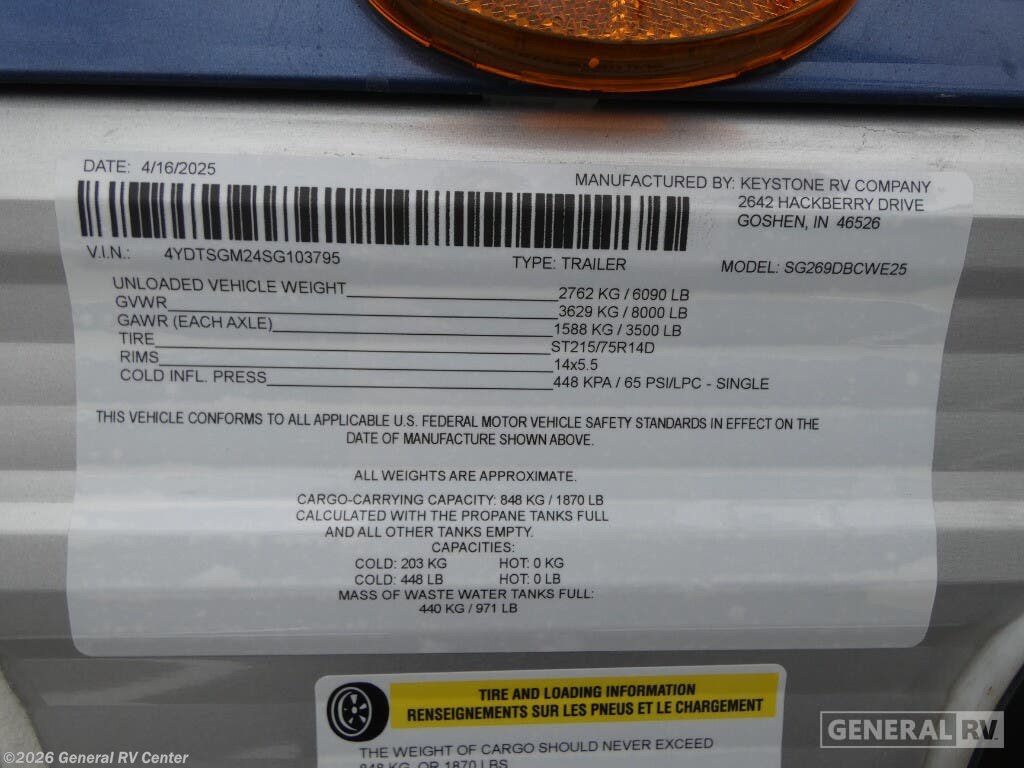 DATE: 4/16/2025
MANUFACTURED BY: KEYSTONE RV COMPANY
2642 HACKBERRY DRIVE
GOSHEN, IN 46526
V.I.N.: 4YDTSGM24SG103795
TYPE: TRAILER
MODEL: SG269DBCWE25
UNLOADED VEHICLE WEIGHT 2762 KG / 6090 LB
GVWR 3629 KG / 8000 LB
GAWR (EACH AXLE) 1588 KG / 3500 LB
TIRE ST215/75R14D
RIMS 14x5.5
COLD INFL. PRESS 448 KPA / 65 PSI/LPC - SINGLE
THIS VEHICLE CONFORMS TO ALL APPLICABLE U.S. FEDERAL MOTOR VEHICLE SAFETY STANDARDS IN EFFECT ON THE
DATE OF MANUFACTURE SHOWN ABOVE.
ALL WEIGHTS ARE APPROXIMATE.
CARGO-CARRYING CAPACITY: 848 KG / 1870 LB
CALCULATED WITH THE PROPANE TANKS FULL
AND ALL OTHER TANKS EMPTY.
CAPACITIES:
COLD: 203 KG HOT: 0 KG
COLD: 448 LB HOT: 0 LB
MASS OF WASTE WATER TANKS FULL:
440 KG / 971 LB
TIRE AND LOADING INFORMATION
RENSEIGNEMENTS SUR LES PNEUS ET LE CHARGEMENT
THE WEIGHT OF CARGO SHOULD NEVER EXCEED
848 KG. OR 1870 LBS
GENERAL RV
©2026 General RV Center